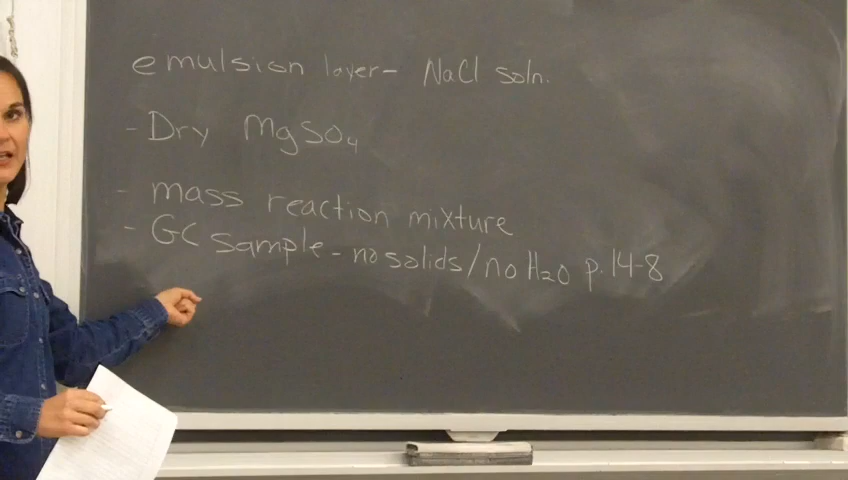 emulsion layer- NaCl soln.
- Dry MgSO₄
- mass reaction mixture
- GC sample - no solids/no H₂O p. 14-8